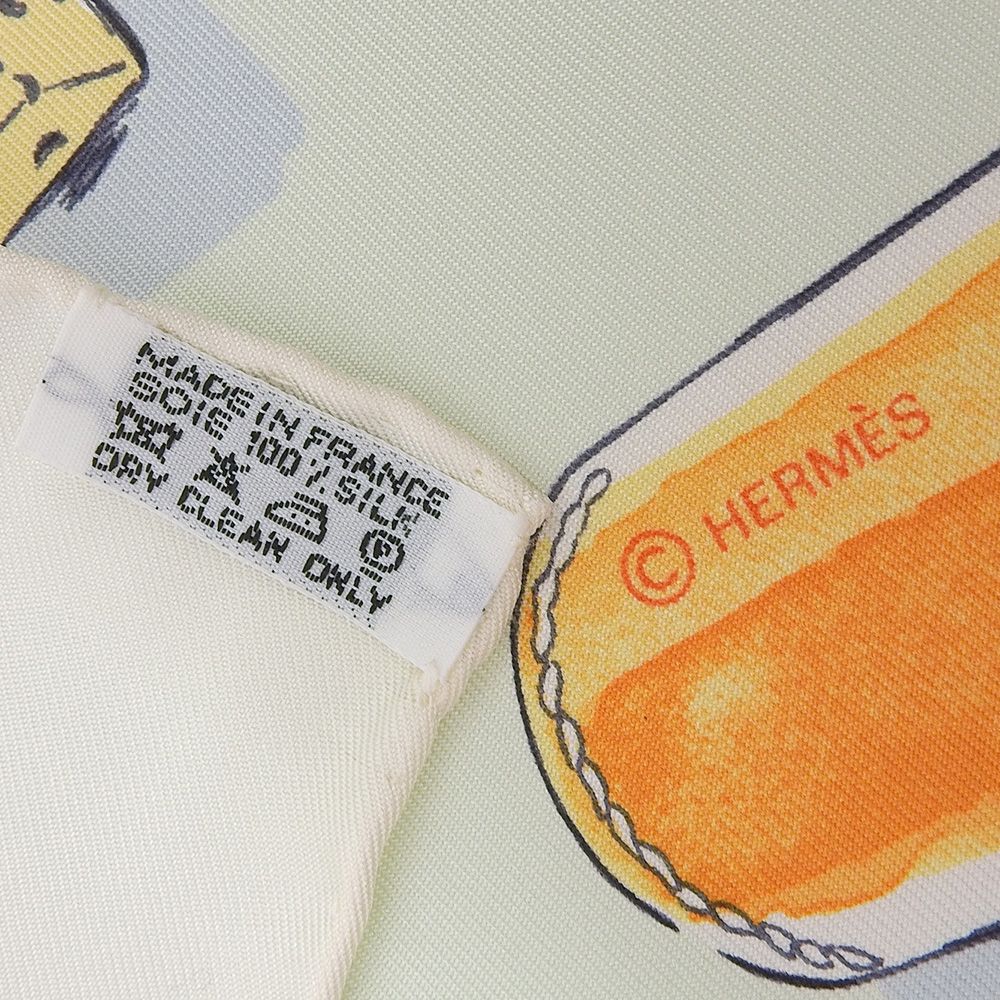 MADE IN FRANCE
SOIE 100% SILK
DRY CLEAN ONLY
© HERMÈS